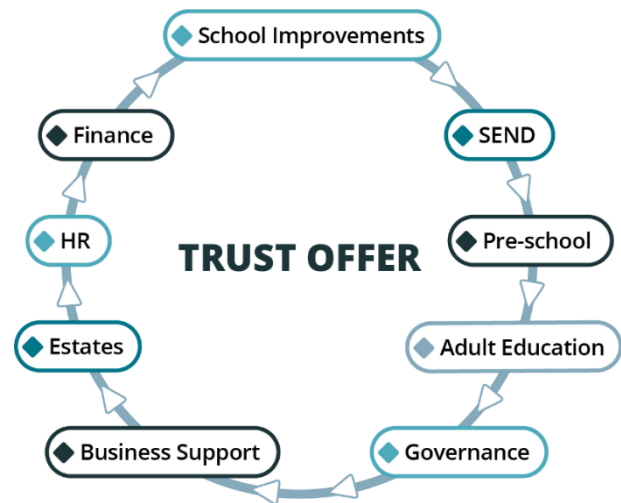 School Improvements
SEND
Pre-school
Adult Education
Governance
Business Support
Estates
HR
Finance
TRUST OFFER